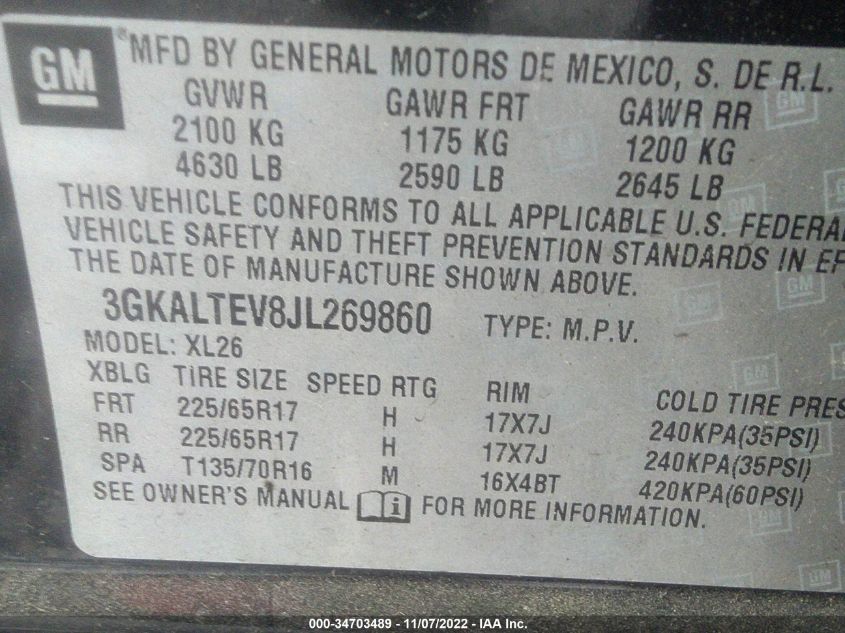 GM ®MFD BY GENERAL MOTORS DE MEXICO, S. DE R.L.
GVWR GAWR FRT GAWR RR
2100 KG 1175 KG 1200 KG
4630 LB 2590 LB 2645 LB
THIS VEHICLE CONFORMS TO ALL APPLICABLE U.S. FEDERAL
VEHICLE SAFETY AND THEFT PREVENTION STANDARDS IN EF
THE DATE OF MANUFACTURE SHOWN ABOVE.
3GKALTEV8JL269860 TYPE: M.P.V.
MODEL: XL26
XBLG TIRE SIZE SPEED RTG RIM COLD TIRE PRES
FRT 225/65R17 H 17X7J 240KPA(35PSI)
RR 225/65R17 H 17X7J 240KPA(35PSI)
SPA T135/70R16 M 16X4BT 420KPA(60PSI)
SEE OWNER'S MANUAL i FOR MORE INFORMATION.
000-34703489 - 11/07/2022 - IAA Inc.